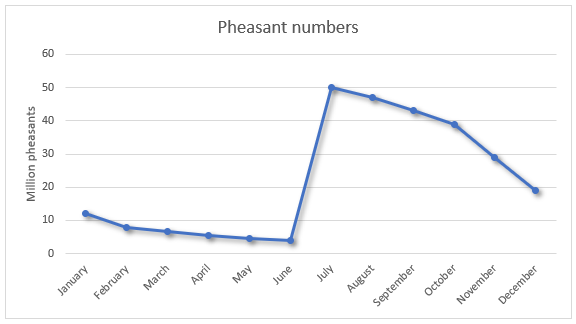 Pheasant numbers
Million pheasants
60
50
40
30
20
10
0
January
February
March
April
May
June
July
August
September
October
November
December